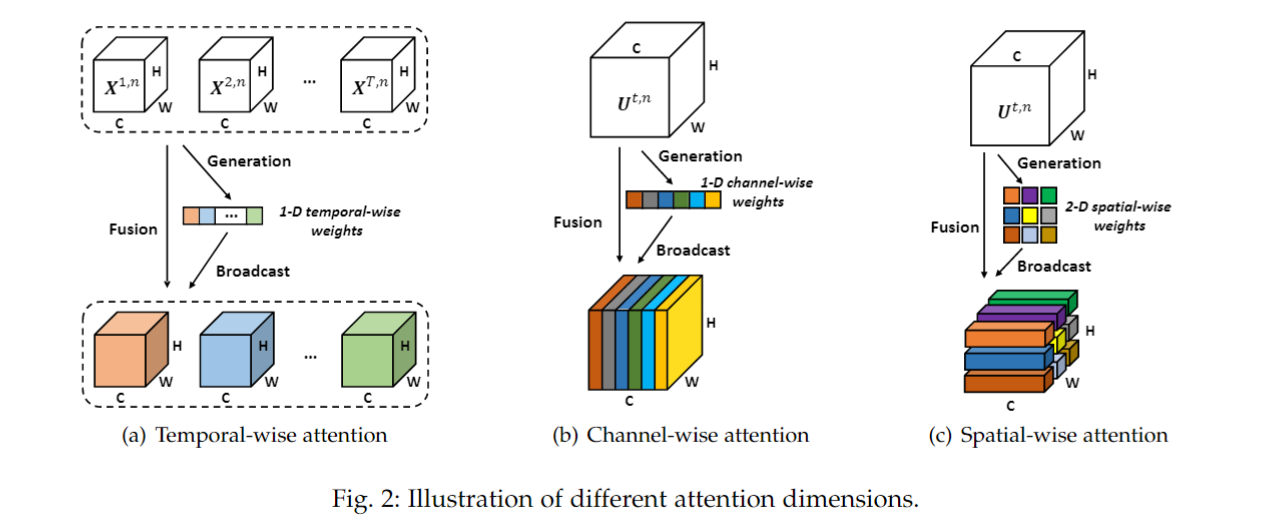 X^{1,n} H W C
X^{2,n} H W C
...
X^{T,n} H W C
Generation
1-D temporal-wise
weights
...
Fusion
Broadcast
H W C
H W C
...
H W C
(a) Temporal-wise attention
C
H
U^{t,n}
W
Generation
1-D channel-wise
weights
Fusion
Broadcast
H
W
C
(b) Channel-wise attention
C
H
U^{t,n}
W
Generation
2-D spatial-wise
weights
Fusion
Broadcast
H
W
C
(c) Spatial-wise attention
Fig. 2: Illustration of different attention dimensions.